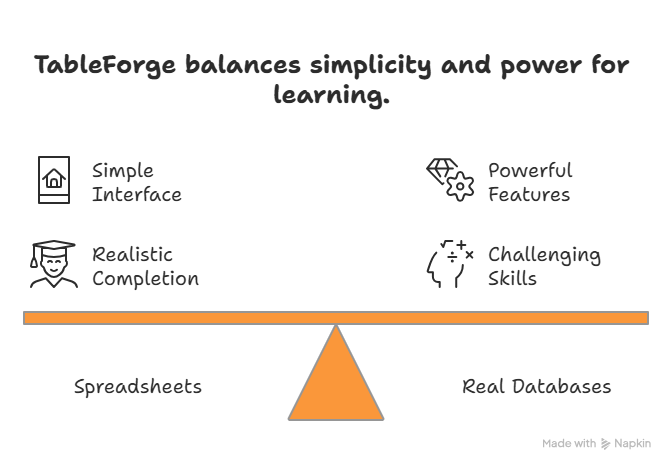 TableForge balances simplicity and power for
learning.
Simple
Interface
Powerful
Features
Realistic
Completion
Challenging
Skills
Spreadsheets
Real Databases
Made with Napkin